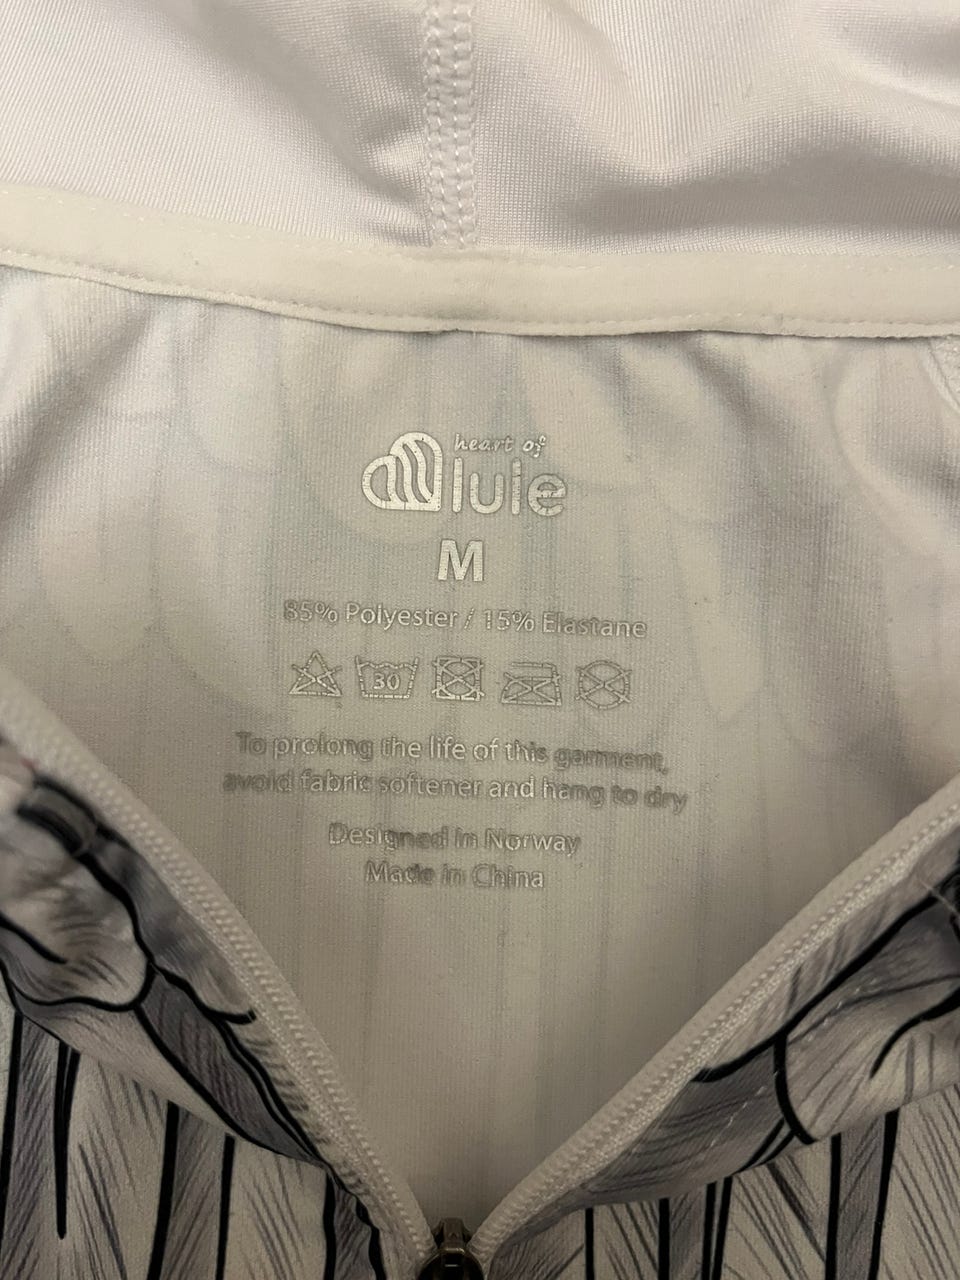 heart of
lule
M
85% Polyester / 15% Elastane
30
To prolong the life of this garment,
avoid fabric softener and hang to dry
Designed in Norway
Made in China